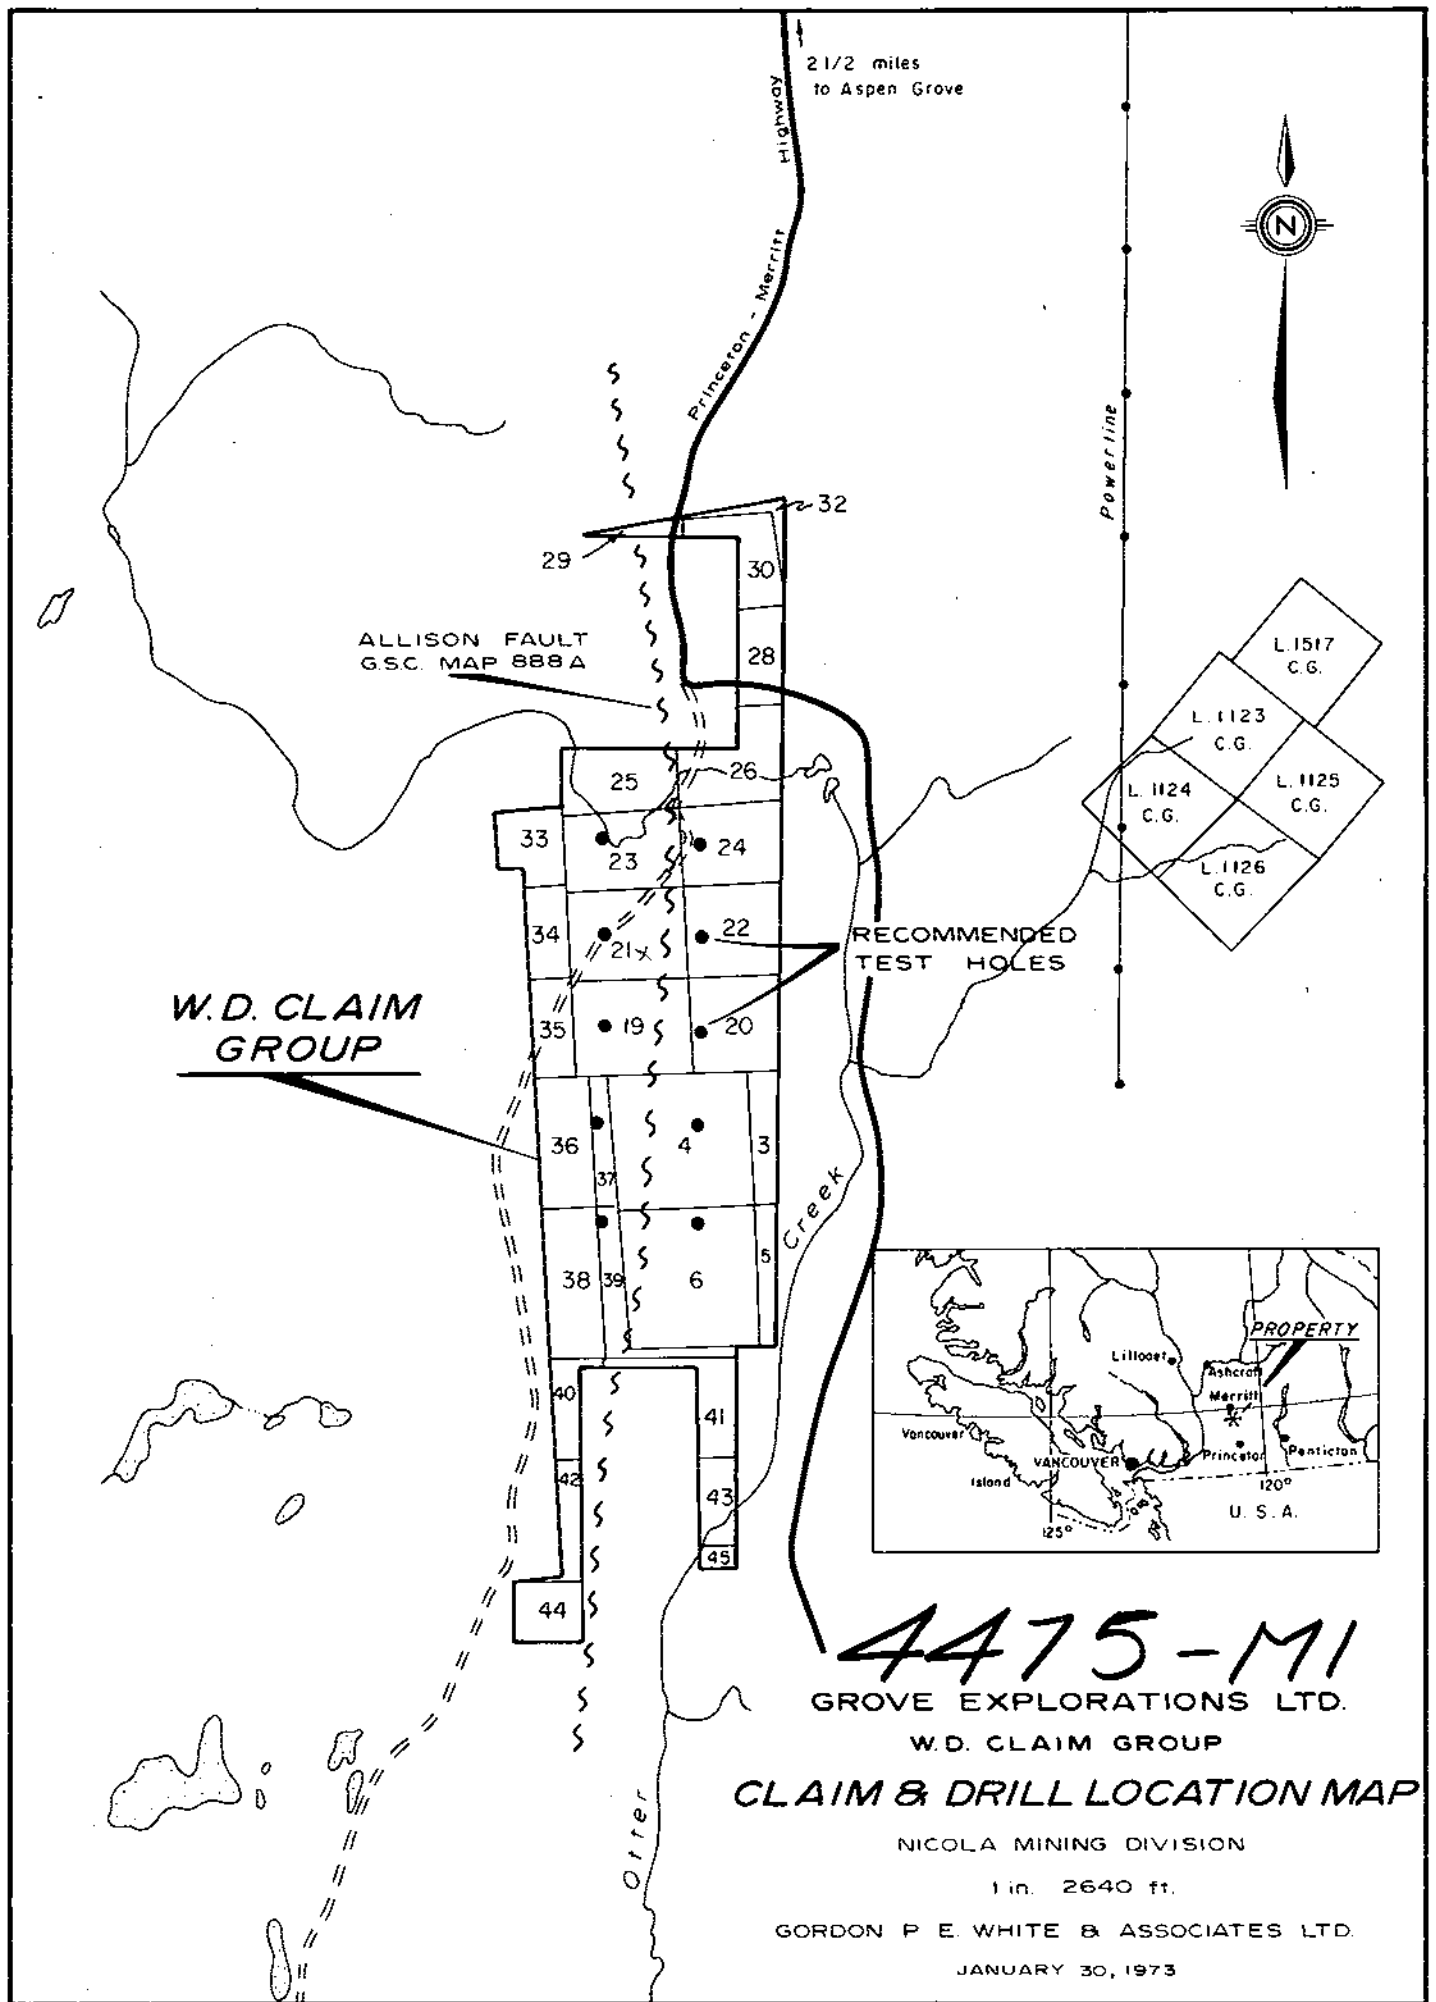 2 1/2 miles
to Aspen Grove
Princeton - Merritt Highway
N
Powerline
32
29
30
ALLISON FAULT
G.S.C. MAP 888A
28
L.1517
C.G.
L.1123
C.G.
25
26
L.1124
C.G.
L.1125
C.G.
33
23
24
L.1126
C.G.
34
21x
22
RECOMMENDED
TEST HOLES
W.D. CLAIM
GROUP
35
19
20
36
37
4
3
Otter Creek
38
39
6
5
40
41
42
43
45
44
PROPERTY
Lillooet
Ashcroft
Merritt
Vancouver
Island
VANCOUVER
Princeton
Penticton
120°
125°
U.S.A.
4475-M1
GROVE EXPLORATIONS LTD.
W.D. CLAIM GROUP
CLAIM & DRILL LOCATION MAP
NICOLA MINING DIVISION
1 in. 2640 ft.
GORDON P E. WHITE & ASSOCIATES LTD.
JANUARY 30, 1973